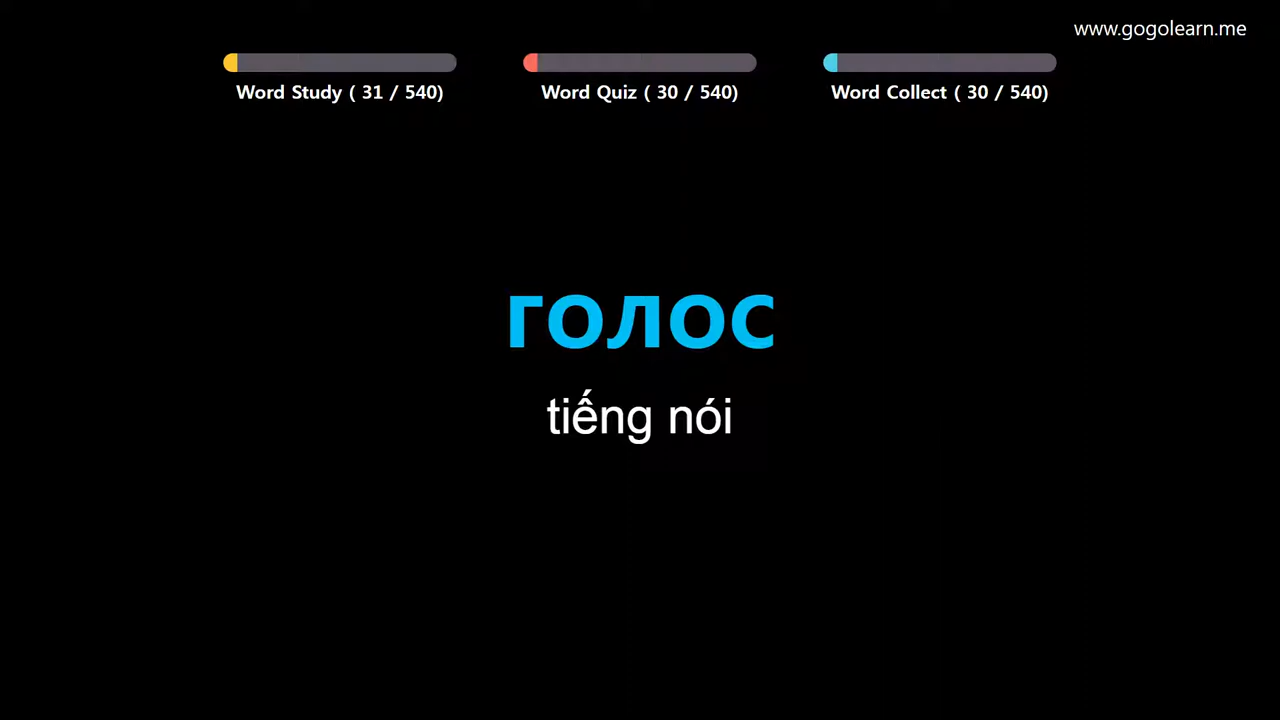 www.gogolearn.me
Word Study ( 31 / 540)
Word Quiz ( 30 / 540)
Word Collect ( 30 / 540)
голос
tiếng nói